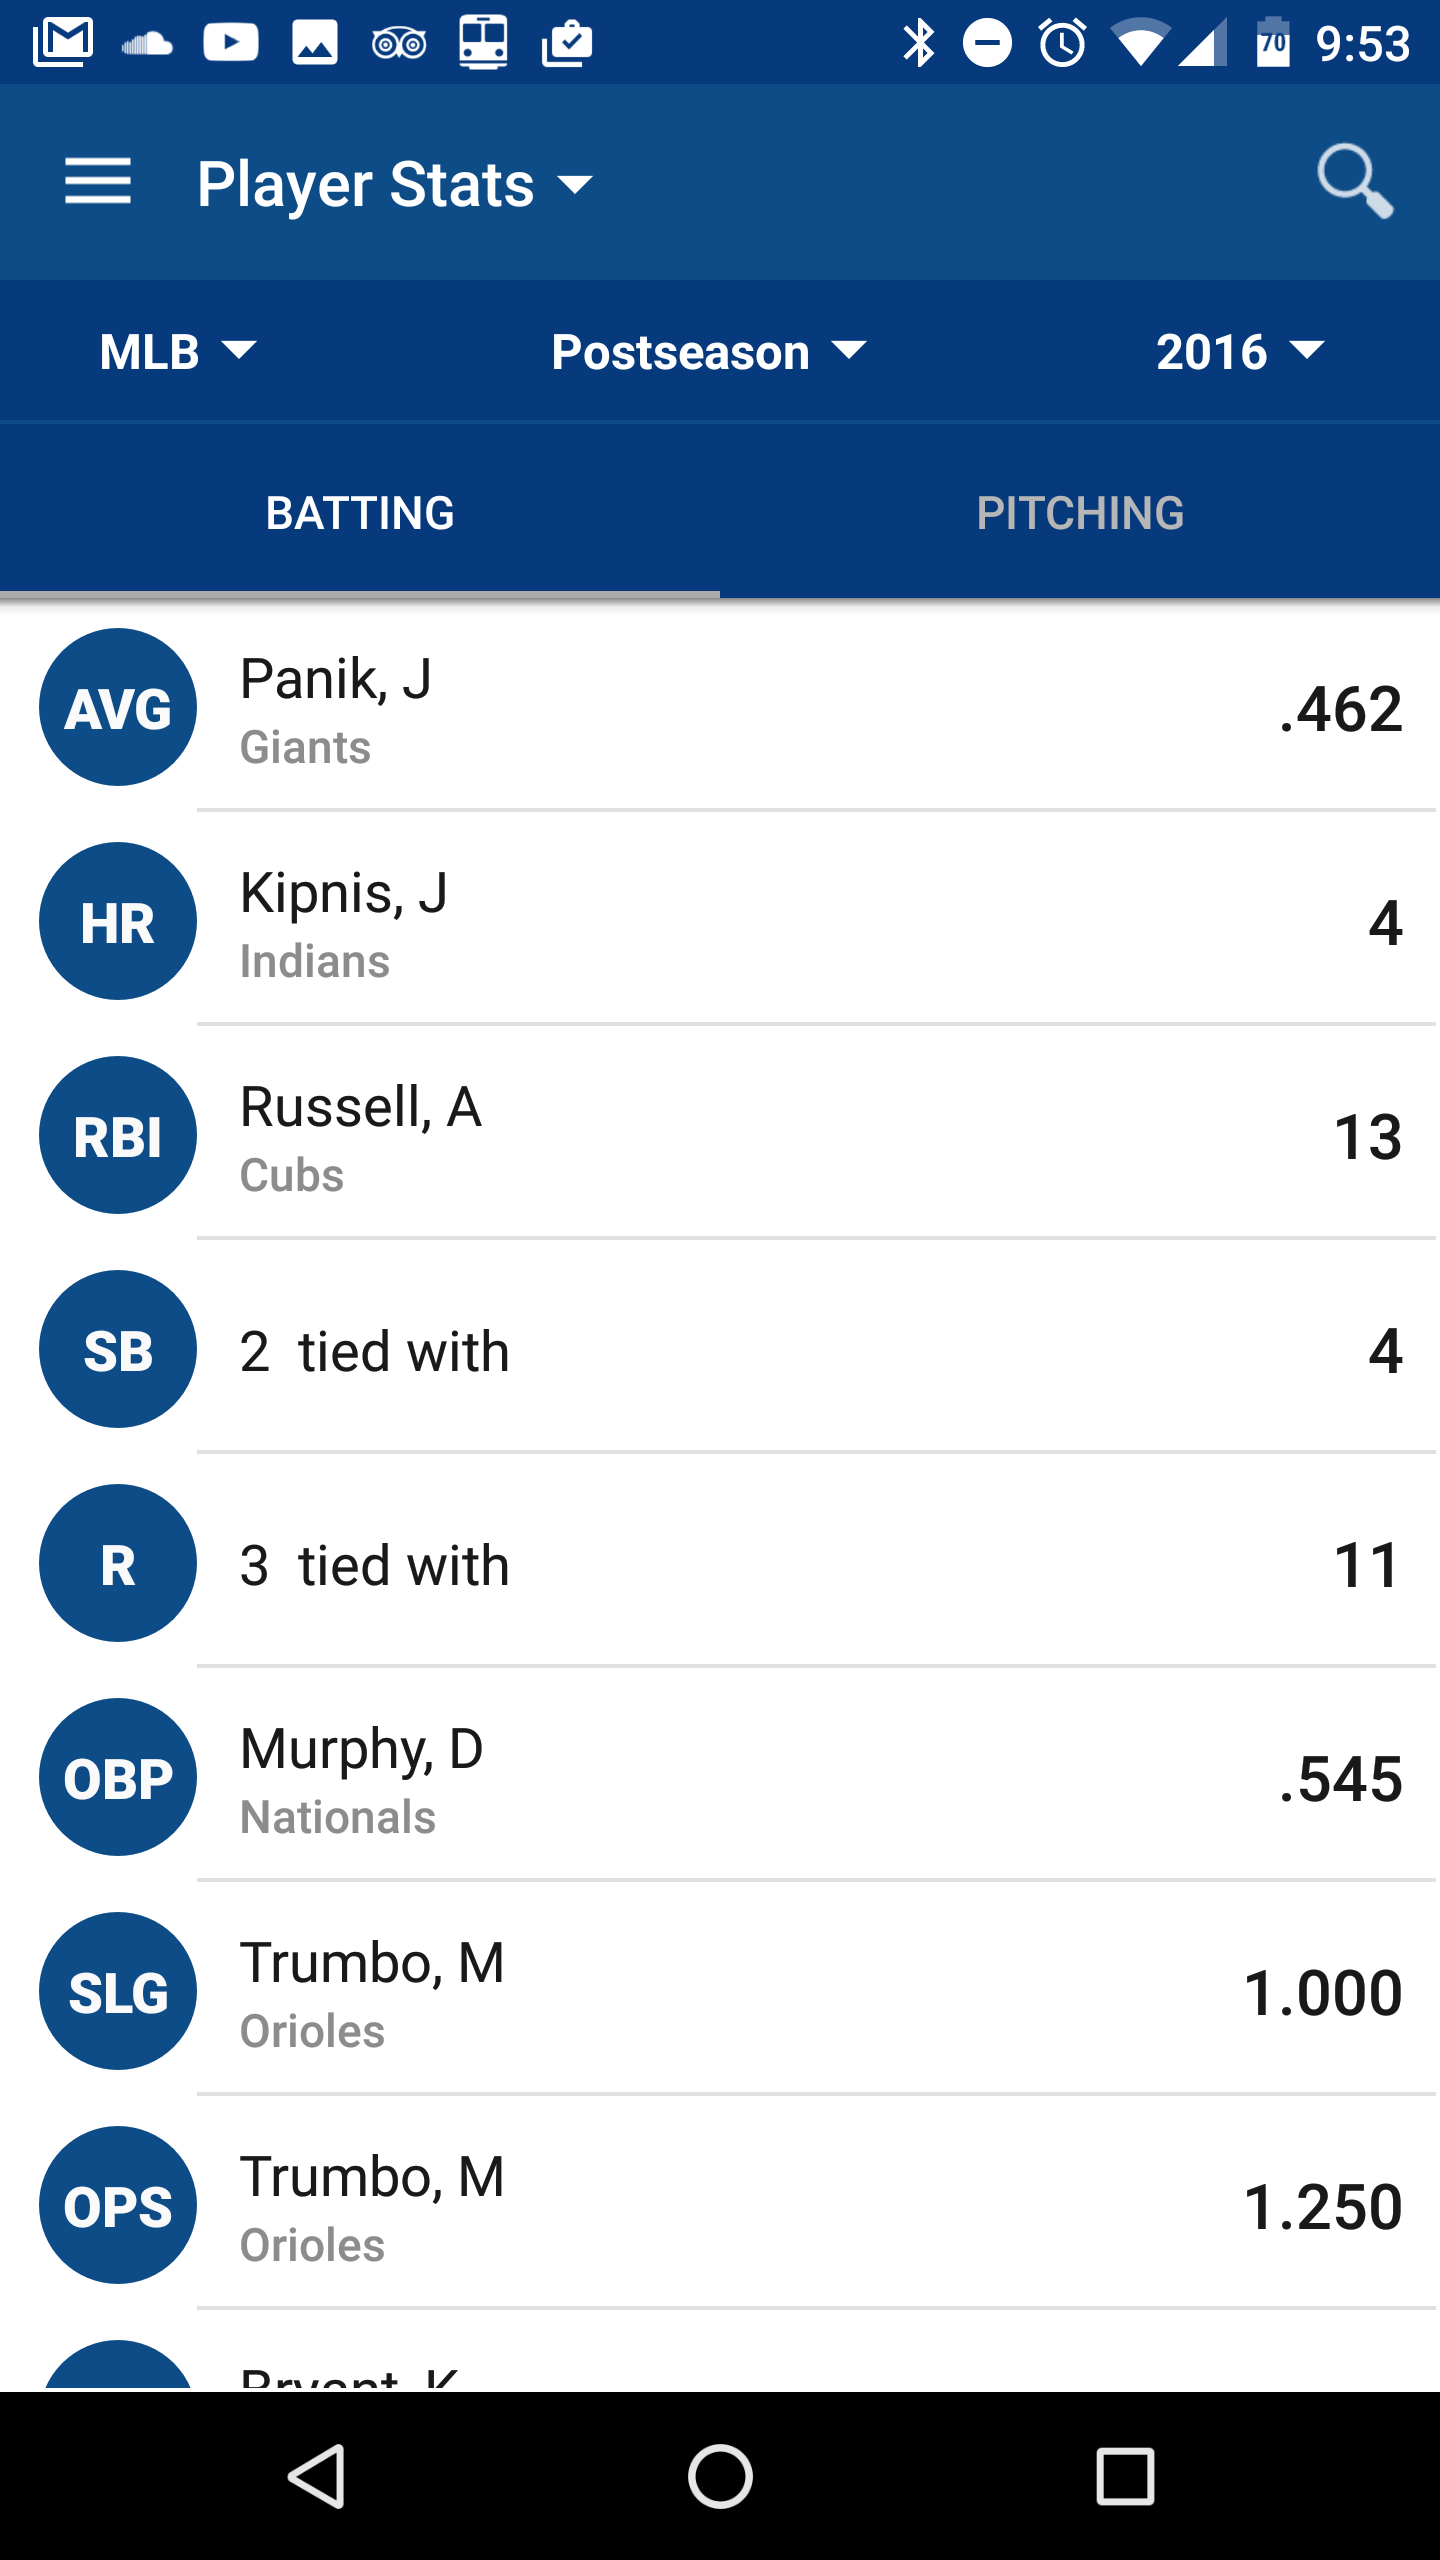 70 9:53
Player Stats
MLB Postseason 2016
BATTING PITCHING
AVG Panik, J .462
Giants
HR Kipnis, J 4
Indians
RBI Russell, A 13
Cubs
SB 2 tied with 4
R 3 tied with 11
OBP Murphy, D .545
Nationals
SLG Trumbo, M 1.000
Orioles
OPS Trumbo, M 1.250
Orioles
Bryant, K